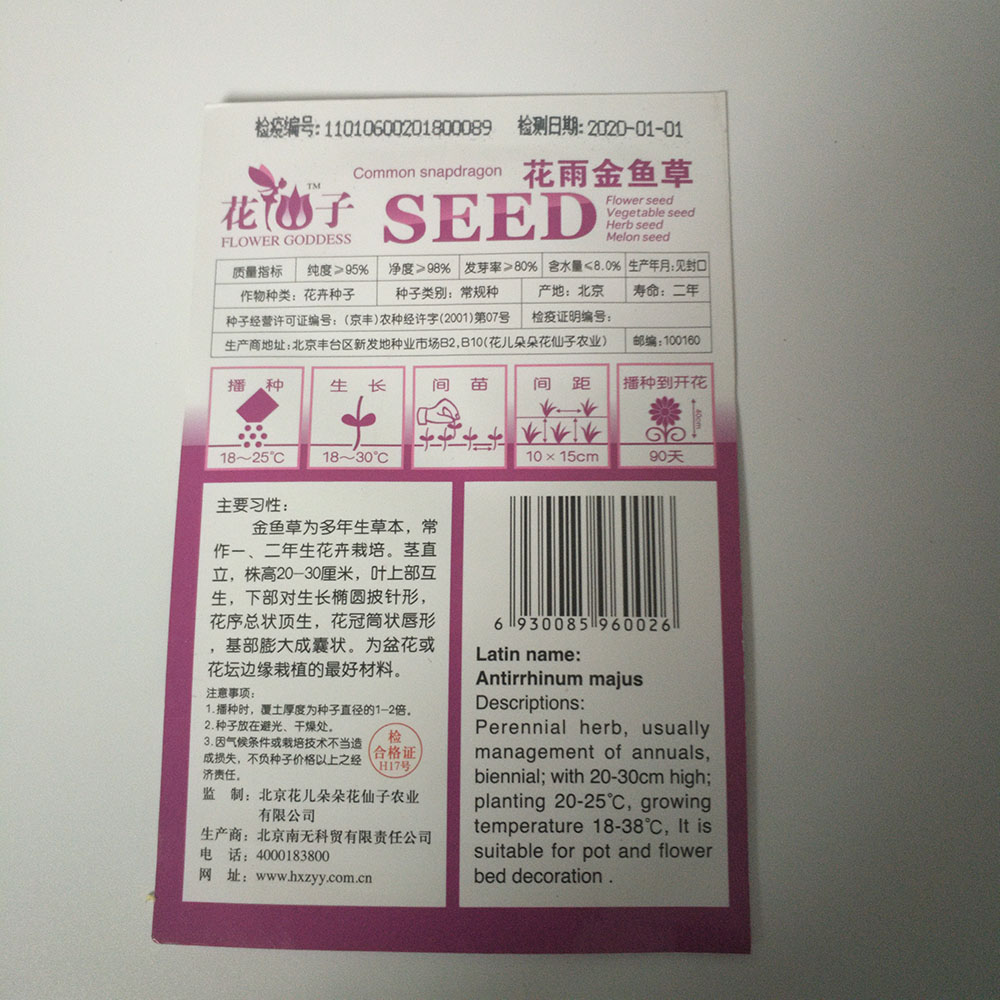 检疫编号:11010600201800089 检测日期:2020-01-01
花仙子™
FLOWER GODDESS
Common snapdragon 花雨金鱼草
SEED
Flower seed
Vegetable seed
Herb seed
Melon seed
质量指标 纯度≥95% 净度≥98% 发芽率≥80% 含水量≤8.0% 生产年月:见封口
作物种类:花卉种子 种子类别:常规种 产地:北京 寿命:二年
种子经营许可证编号:(京丰)农种经许字(2001)第07号 检疫证明编号:
生产商地址:北京丰台区新发地种业市场B2,B10(花儿朵朵花仙子农业) 邮编:100160
播种 生长 间苗 间距 播种到开花
40cm
18~25℃ 18~30℃ 10×15cm 90天
主要习性:
金鱼草为多年生草本,常
作一、二年生花卉栽培。茎直
立,株高20-30厘米,叶上部互
生,下部对生长椭圆披针形,
花序总状顶生,花冠筒状唇形
,基部膨大成囊状。为盆花或
花坛边缘栽植的最好材料。
注意事项:
1.播种时,覆土厚度为种子直径的1-2倍。
2.种子放在避光、干燥处。
3.因气候条件或栽培技术不当造
成损失,不负种子价格以上之经
济责任。
检
合格证
H17号
监 制:北京花儿朵朵花仙子农业
有限公司
生产商:北京南无科贸有限责任公司
电 话:4000183800
网 址:www.hxzyy.com.cn
6 930085 960026
Latin name:
Antirrhinum majus
Descriptions:
Perennial herb, usually
management of annuals,
biennial; with 20-30cm high;
planting 20-25℃, growing
temperature 18-38℃, It is
suitable for pot and flower
bed decoration .